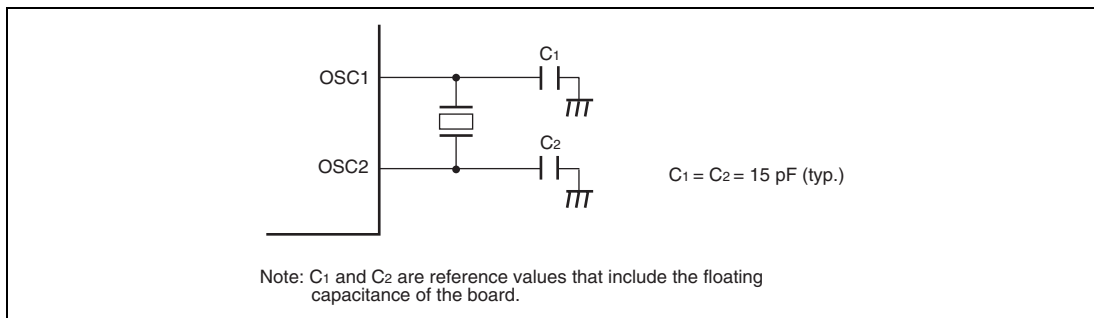 C1
OSC1
C2
OSC2
C1 = C2 = 15 pF (typ.)
Note: C1 and C2 are reference values that include the floating
capacitance of the board.